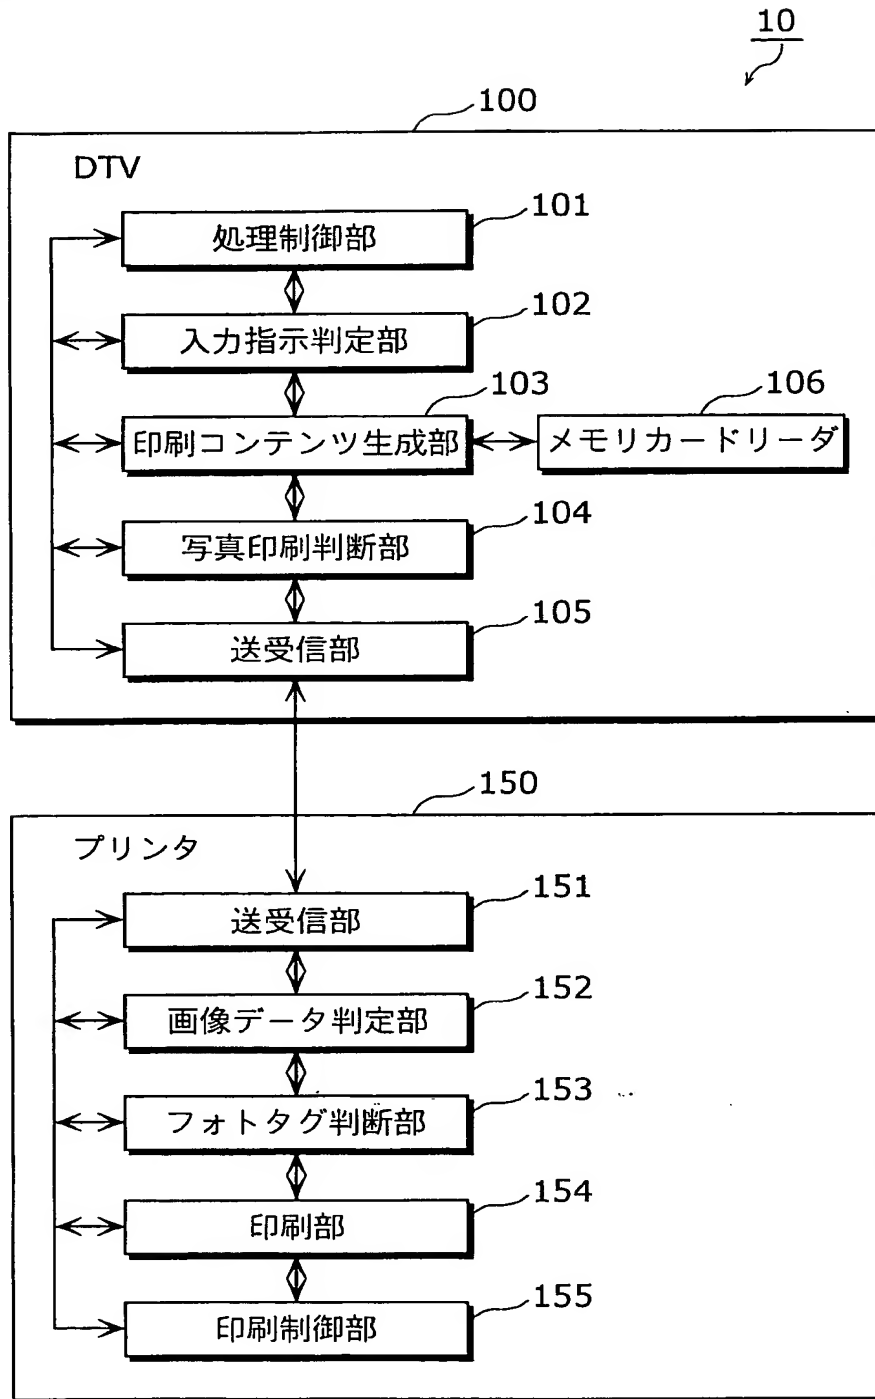 10
100
DTV
101
処理制御部
102
入力指示判定部
103
106
印刷コンテンツ生成部
メモリカードリーダ
104
写真印刷判断部
105
送受信部
150
プリンタ
151
送受信部
152
画像データ判定部
153
フォトタグ判断部
154
印刷部
155
印刷制御部